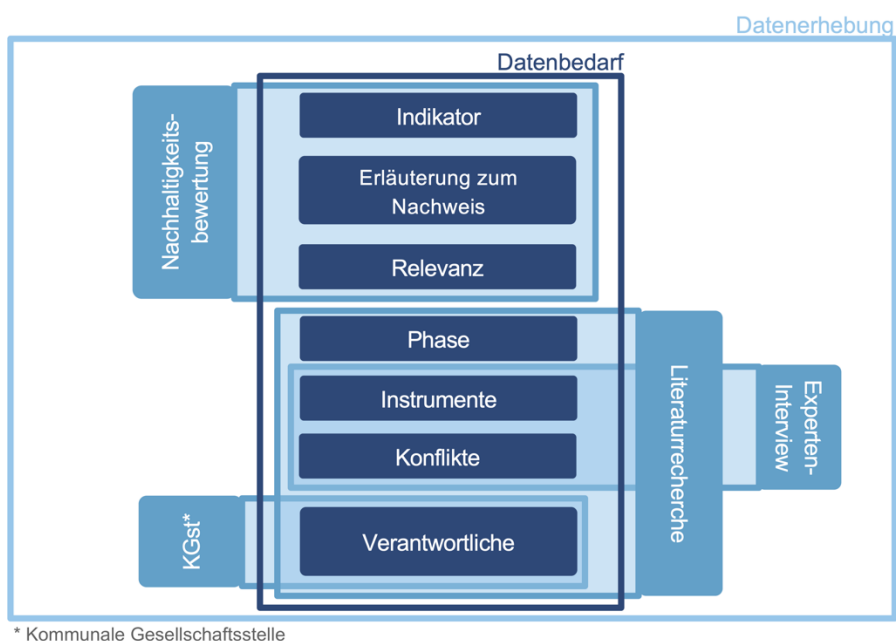 Datenerhebung
Datenbedarf
Nachhaltigkeits-
bewertung
Indikator
Erläuterung zum
Nachweis
Relevanz
Phase
Instrumente
Konflikte
Verantwortliche
Literaturrecherche
Experten-
Interview
KGst*
* Kommunale Gesellschaftsstelle